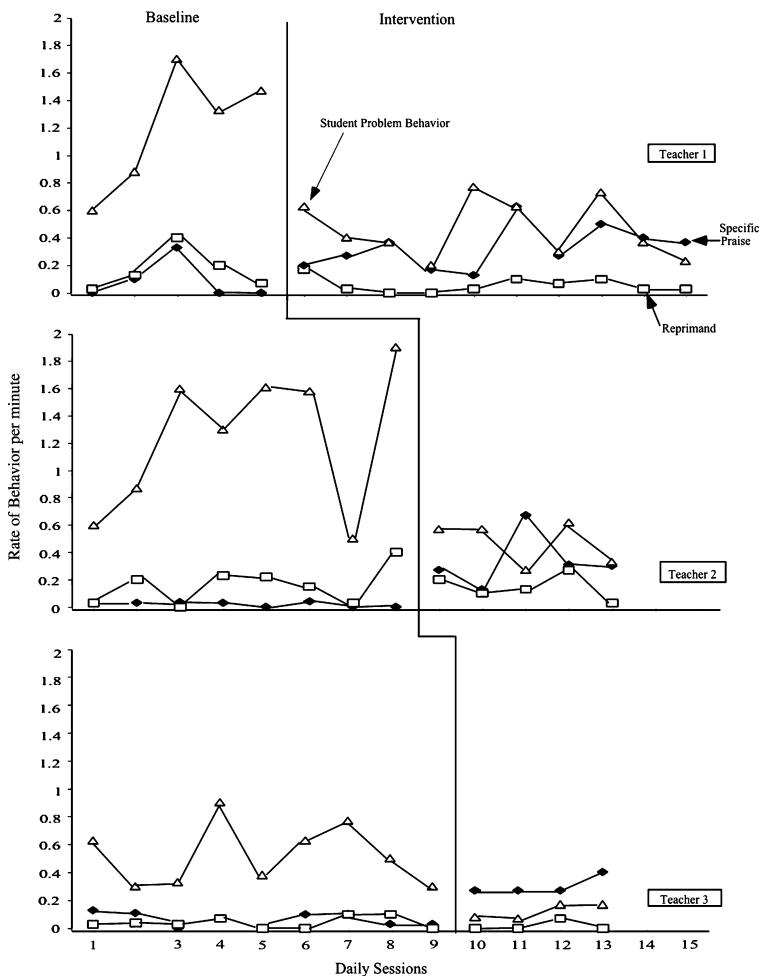 Baseline
Intervention
2
1.8
1.6
1.4
1.2
1
0.8
0.6
0.4
0.2
0
Student Problem Behavior
Teacher 1
Specific
Praise
Reprimand
Rate of Behavior per minute
2
1.8
1.6
1.4
1.2
1
0.8
0.6
0.4
0.2
0
Teacher 2
2
1.8
1.6
1.4
1.2
1
0.8
0.6
0.4
0.2
0
Teacher 3
1 3 4 5 6 7 8 9 10 11 12 13 14 15
Daily Sessions